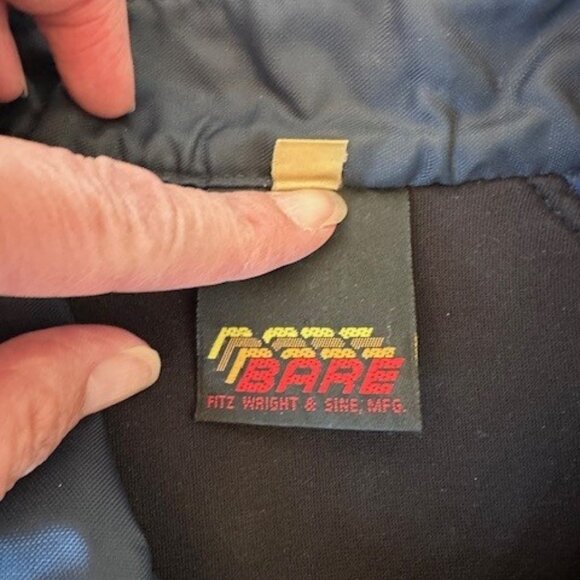 BARE
FITZ WRIGHT & SINE, MFG.